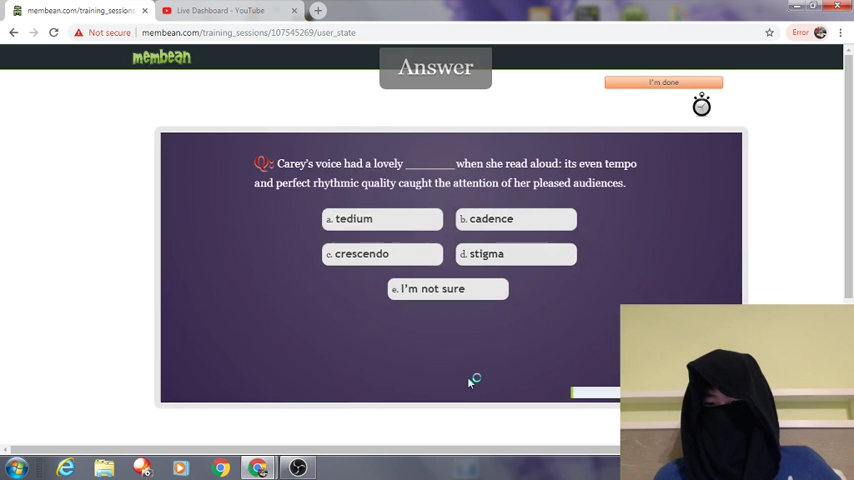 membean.com/training_sessions/1
Live Dashboard - YouTube
Not secure | membean.com/training_sessions/107545269/user_state
Error
membean
Answer
I'm done
Q: Carey's voice had a lovely _______ when she read aloud: its even tempo
and perfect rhythmic quality caught the attention of her pleased audiences.
a. tedium
b. cadence
c. crescendo
d. stigma
e. I'm not sure